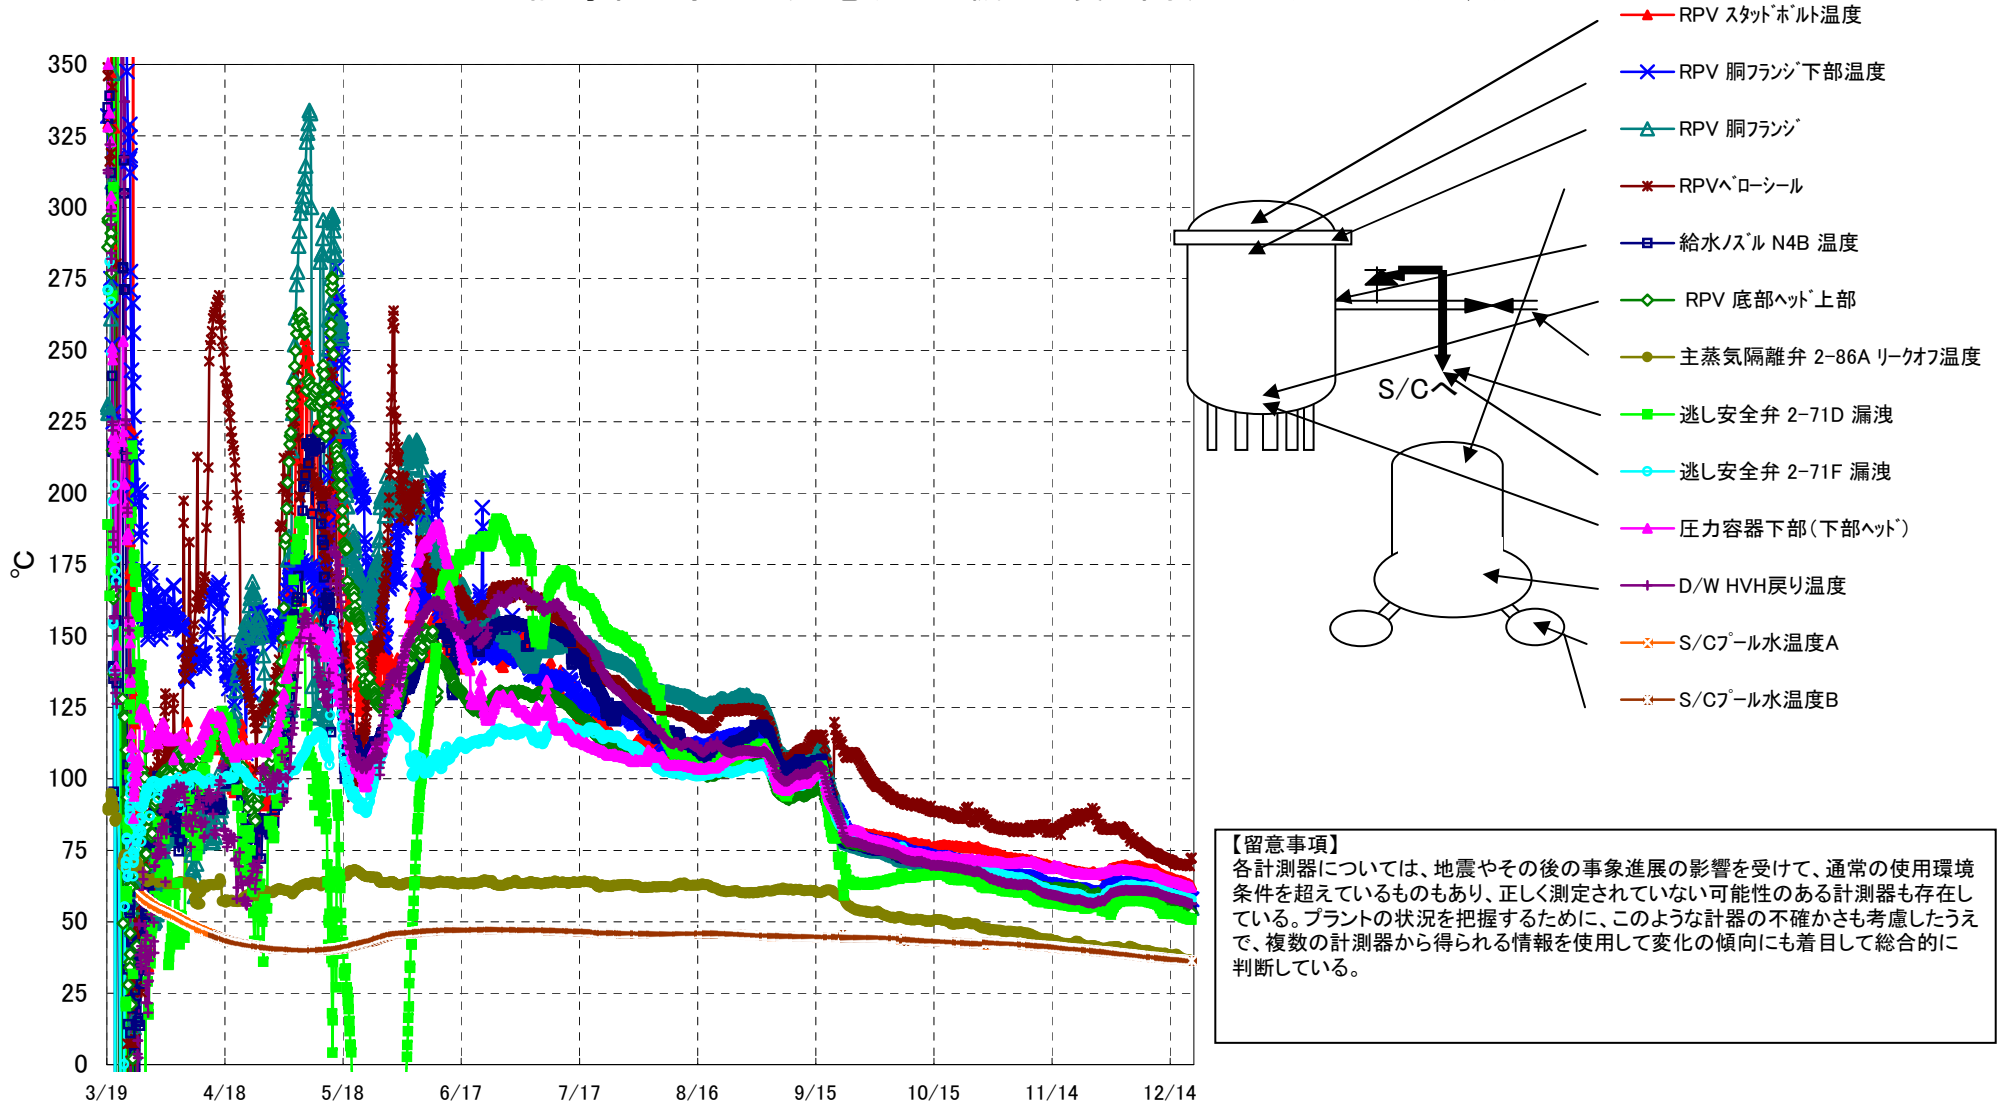 350
325
300
275
250
225
200
175
150
125
100
75
50
25
0
℃
3/19 4/18 5/18 6/17 7/17 8/16 9/15 10/15 11/14 12/14
RPV ｽﾀｯﾄﾞﾎﾞﾙﾄ温度
RPV 胴ﾌﾗﾝｼﾞ下部温度
RPV 胴ﾌﾗﾝｼﾞ
RPVﾍﾞﾛｰｼｰﾙ
給水ﾉｽﾞﾙ N4B 温度
RPV 底部ﾍｯﾄﾞ上部
主蒸気隔離弁 2-86A ﾘｰｸｵﾌ温度
逃し安全弁 2-71D 漏洩
逃し安全弁 2-71F 漏洩
圧力容器下部（下部ﾍｯﾄﾞ）
D/W HVH戻り温度
S/Cﾌﾟｰﾙ水温度A
S/Cﾌﾟｰﾙ水温度B
S/Cへ
【留意事項】
各計測器については、地震やその後の事象進展の影響を受けて、通常の使用環境
条件を超えているものもあり、正しく測定されていない可能性のある計測器も存在し
ている。プラントの状況を把握するために、このような計器の不確かさも考慮したうえ
で、複数の計測器から得られる情報を使用して変化の傾向にも着目して総合的に
判断している。